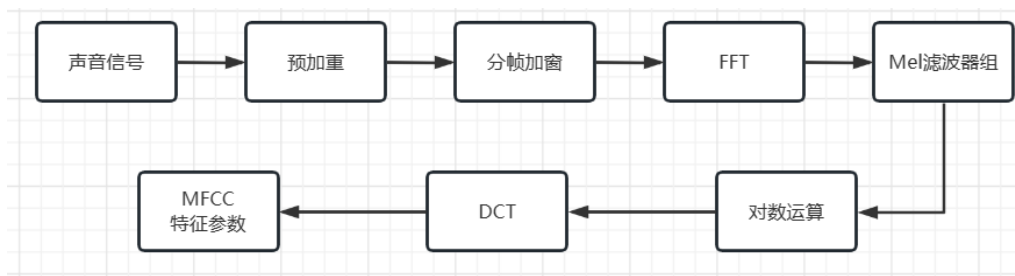 声音信号
预加重
分帧加窗
FFT
Mel滤波器组
对数运算
DCT
MFCC
特征参数